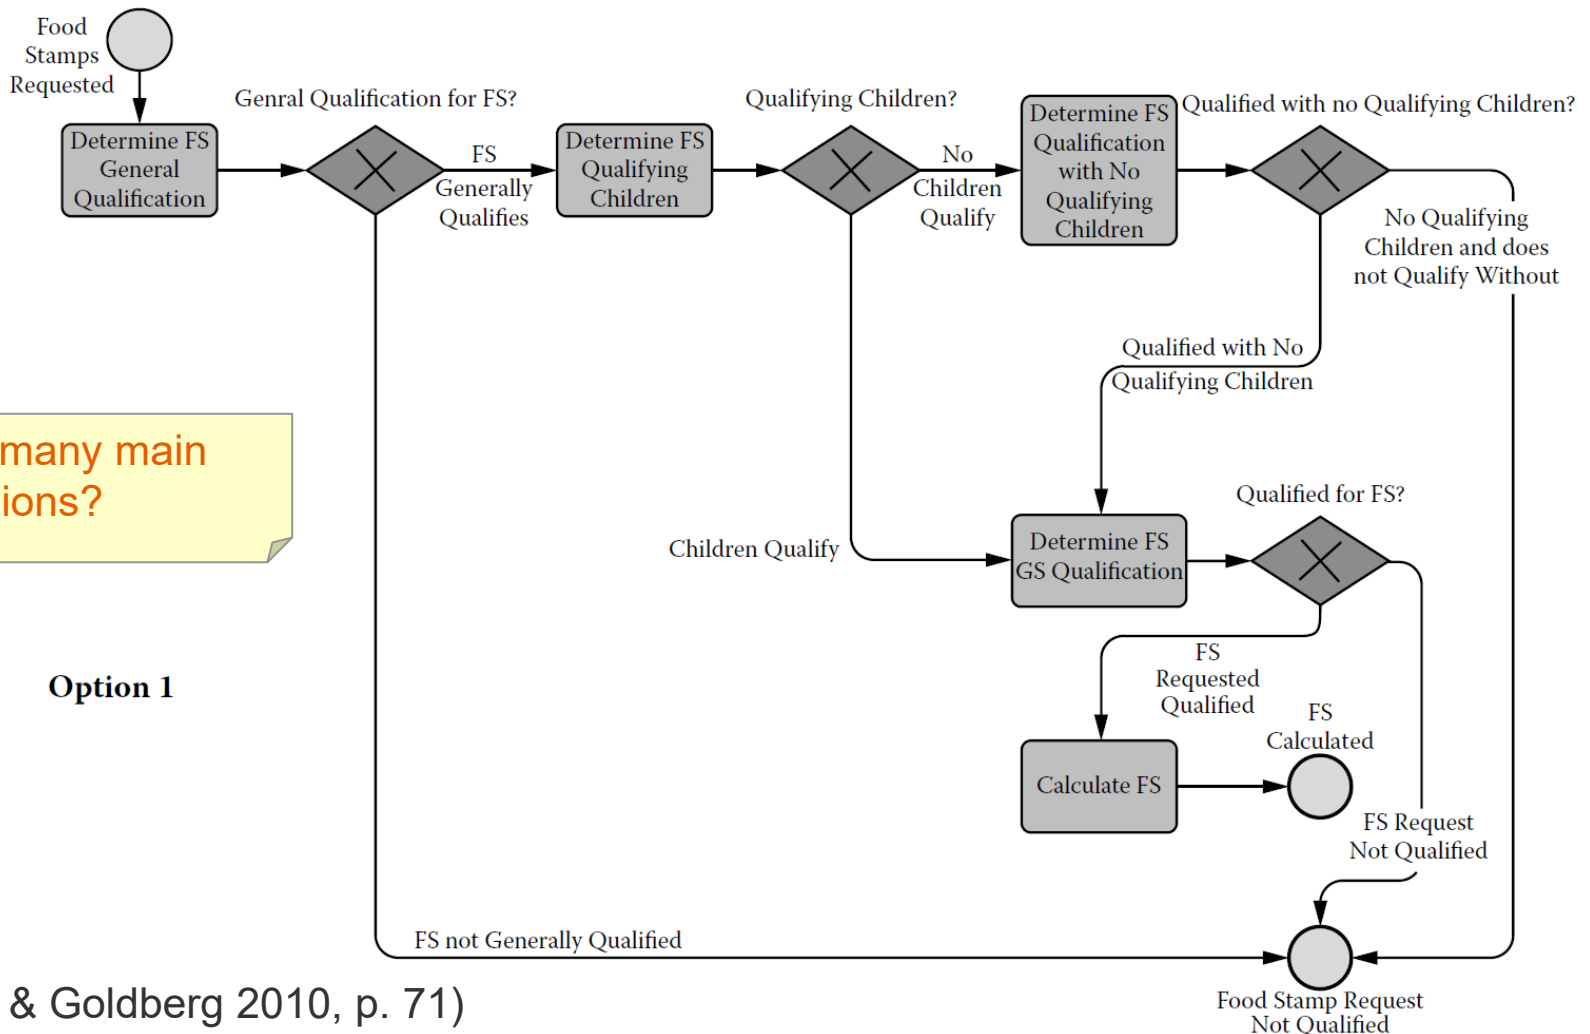 Food
Stamps
Requested
Determine FS
General
Qualification
Genral Qualification for FS?
FS
Generally
Qualifies
Determine FS
Qualifying
Children
Qualifying Children?
No
Children
Qualify
Determine FS
Qualification
with No
Qualifying
Children
Qualified with no Qualifying Children?
No Qualifying
Children and does
not Qualify Without
Qualified with No
Qualifying Children
many main
ions?
Children Qualify
Determine FS
GS Qualification
Qualified for FS?
Option 1
FS
Requested
Qualified
FS
Calculated
Calculate FS
FS Request
Not Qualified
FS not Generally Qualified
Food Stamp Request
Not Qualified
& Goldberg 2010, p. 71)